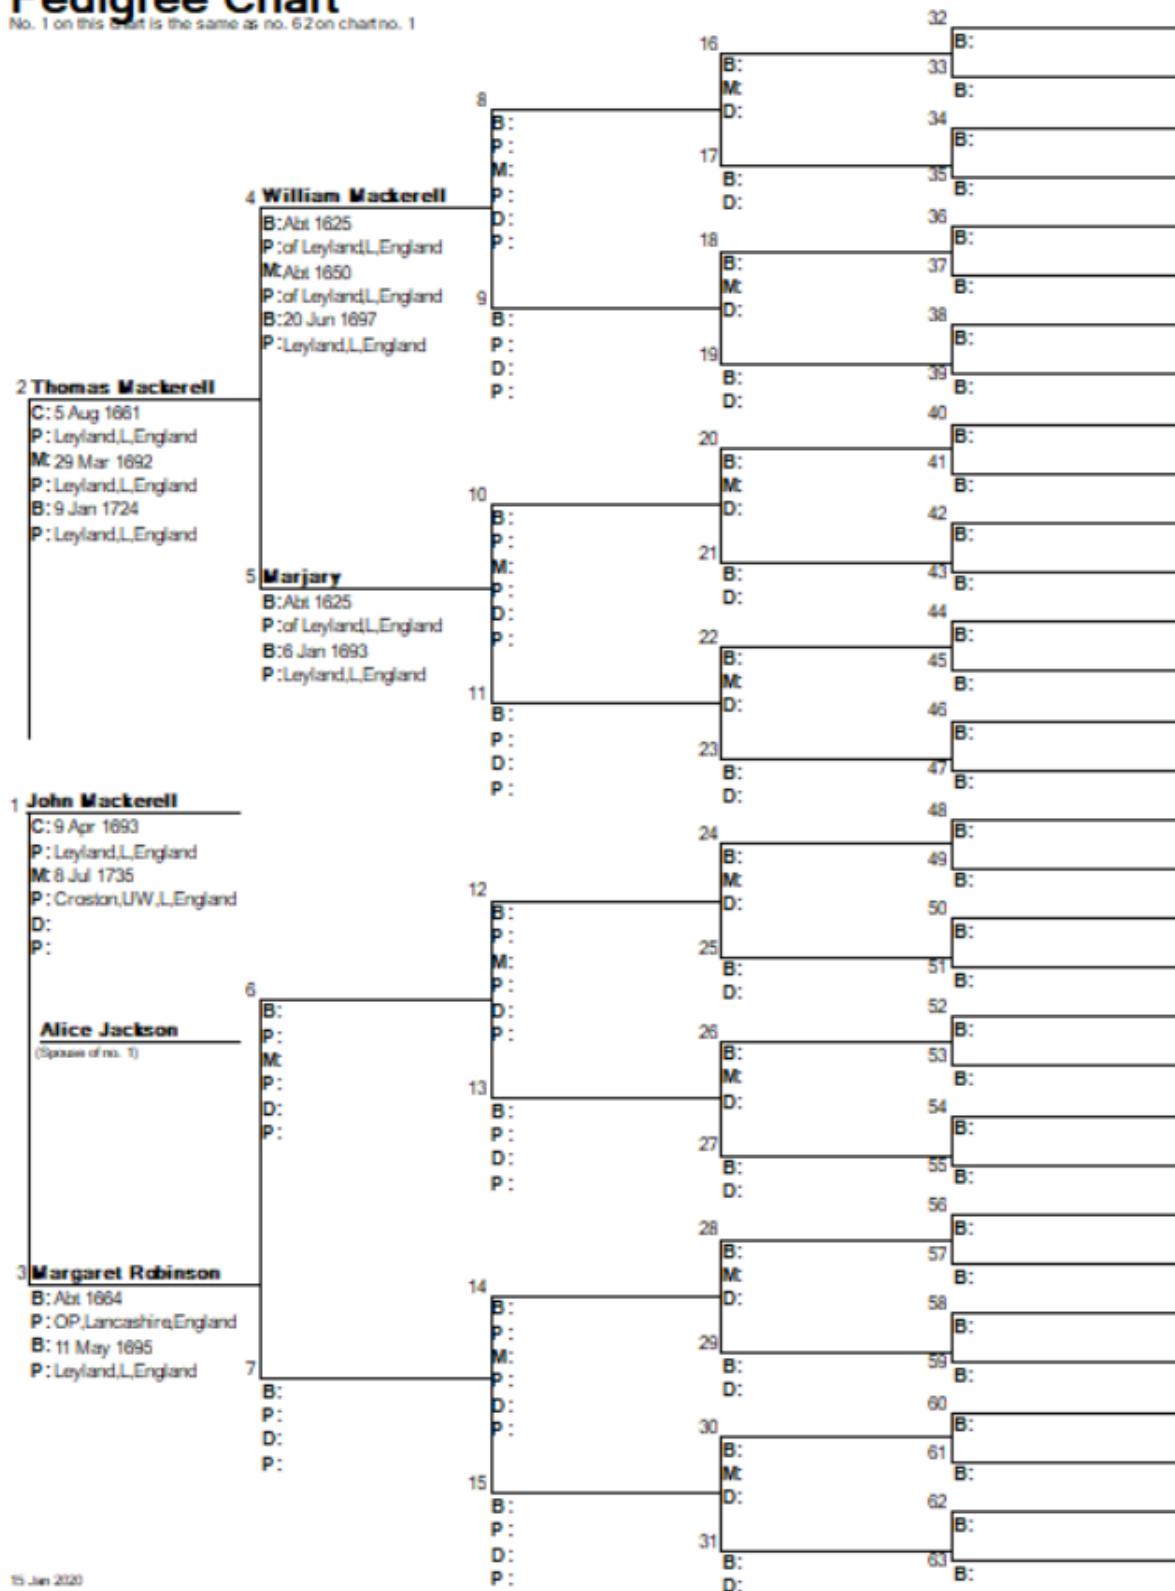 Pedigree Chart
No. 1 on this chart is the same as no. 62 on chart no. 1
2 Thomas Mackerell
C: 5 Aug 1661
P: Leyland,L,England
M: 29 Mar 1692
P: Leyland,L,England
B: 9 Jan 1724
P: Leyland,L,England
1 John Mackerell
C: 9 Apr 1693
P: Leyland,L,England
M: 8 Jul 1735
P: Croston,UW,L,England
D:
P:
Alice Jackson
(Spouse of no. 1)
3 Margaret Robinson
B: Abt 1664
P: OP,Lancashire,England
B: 11 May 1695
P: Leyland,L,England
15 Jan 2020
4 William Mackerell
B: Abt 1625
P: of Leyland,L,England
M: Abt 1650
P: of Leyland,L,England
B: 20 Jun 1697
P: Leyland,L,England
5 Marjary
B: Abt 1625
P: of Leyland,L,England
B: 6 Jan 1693
P: Leyland,L,England
6
B:
P:
M:
P:
D:
P:
7
B:
P:
D:
P:
8
B:
P:
M:
P:
D:
P:
9
B:
P:
D:
P:
10
B:
P:
M:
P:
D:
P:
11
B:
P:
D:
P:
12
B:
P:
M:
P:
D:
P:
13
B:
P:
D:
P:
14
B:
P:
M:
P:
D:
P:
15
B:
P:
D:
P:
16
B:
M:
D:
17
B:
D:
18
B:
M:
D:
19
B:
D:
20
B:
M:
D:
21
B:
D:
22
B:
M:
D:
23
B:
D:
24
B:
M:
D:
25
B:
D:
26
B:
M:
D:
27
B:
D:
28
B:
M:
D:
29
B:
D:
30
B:
M:
D:
31
B:
D:
32
B:
33
B:
34
B:
35
B:
36
B:
37
B:
38
B:
39
B:
40
B:
41
B:
42
B:
43
B:
44
B:
45
B:
46
B:
47
B:
48
B:
49
B:
50
B:
51
B:
52
B:
53
B:
54
B:
55
B:
56
B:
57
B:
58
B:
59
B:
60
B:
61
B:
62
B:
63
B: